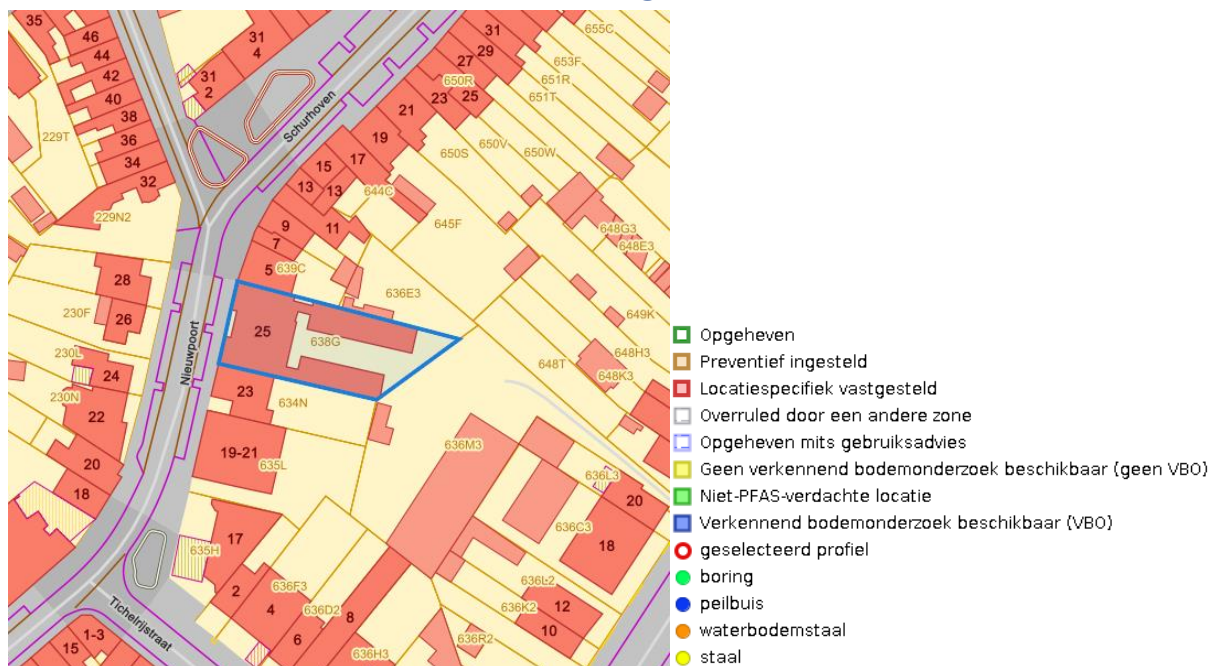 35
46
44
42
40
38
36
34
32
229T
229N2
31
4
31
2
Schurhoven
31
29
27
650R
25
23
21
19
17
15
13
13
11
9
7
5
655C
653F
651R
651T
650W
650V
650S
644C
645F
648G3
648E3
649K
648H3
648K3
648T
639C
636E3
25
638G
28
230F
26
230L
24
230N
22
20
18
Nieuwpoort
23
634N
19-21
635L
635H
17
2
4
6
8
636F3
636D2
636H3
636M3
636L3
20
636C3
18
636L2
636K2
12
10
636R2
Tichelrijstraat
1-3
15
Opgeheven
Preventief ingesteld
Locatiespecifiek vastgesteld
Overruled door een andere zone
Opgeheven mits gebruiksadvies
Geen verkennend bodemonderzoek beschikbaar (geen VBO)
Niet-PFAS-verdachte locatie
Verkennend bodemonderzoek beschikbaar (VBO)
geselecteerd profiel
boring
peilbuis
waterbodemstaal
staal